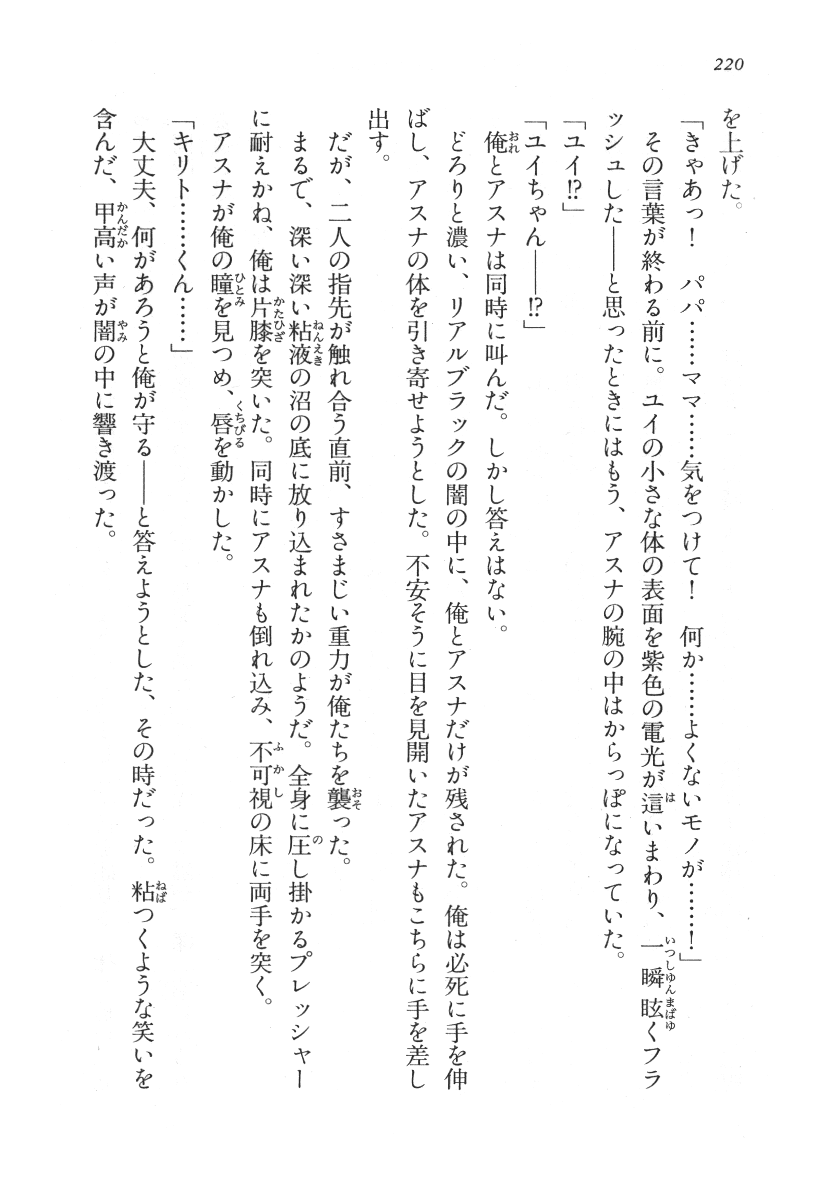 220
を上げた。
「きゃあっ！　パパ……ママ……気をつけて！　何か……よくないモノが……！」
　その言葉が終わる前に。ユイの小さな体の表面を紫色の電光が這いまわり、一瞬眩くフラ
ッシュした――と思ったときにはもう、アスナの腕の中はからっぽになっていた。
「ユイ!?」
「ユイちゃん――!?」
　俺とアスナは同時に叫んだ。しかし答えはない。
　どろりと濃い、リアルブラックの闇の中に、俺とアスナだけが残された。俺は必死に手を伸
ばし、アスナの体を引き寄せようとした。不安そうに目を見開いたアスナもこちらに手を差し
出す。
　だが、二人の指先が触れ合う直前、すさまじい重力が俺たちを襲った。
　まるで、深い深い粘液の沼の底に放り込まれたかのようだ。全身に圧し掛かるプレッシャー
に耐えかね、俺は片膝を突いた。同時にアスナも倒れ込み、不可視の床に両手を突く。
　アスナが俺の瞳を見つめ、唇を動かした。
「キリト……くん……」
　大丈夫、何があろうと俺が守る――と答えようとした、その時だった。粘つくような笑いを
含んだ、甲高い声が闇の中に響き渡った。